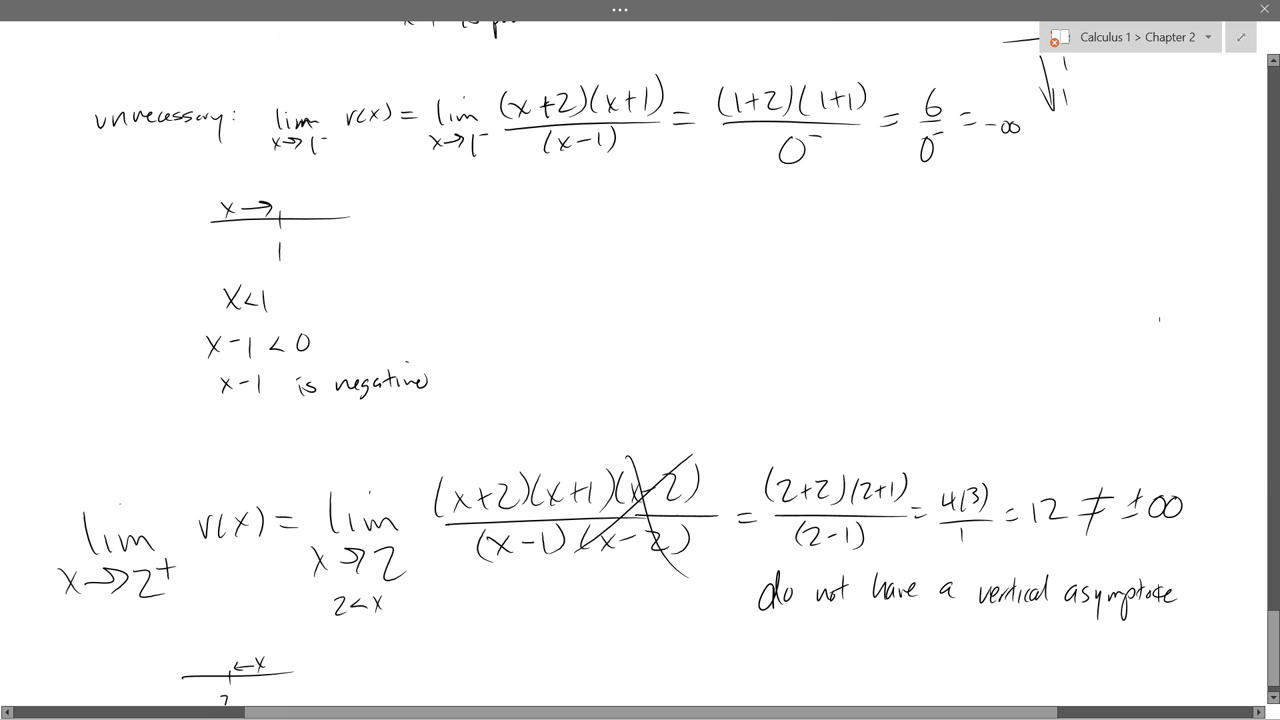 Calculus 1 > Chapter 2
unnecessary: lim x→1⁻ r(x) = lim x→1⁻ (x+2)(x+1)/(x-1) = (1+2)(1+1)/0⁻ = 6/0⁻ = -∞
x →
1
x<1
x-1 < 0
x-1 is negative
lim x→2⁺ r(x) = lim x→2 2<x (x+2)(x+1)(x-2)/(x-1)(x-2) = (2+2)(2+1)/(2-1) = 4(3)/1 = 12 ≠ ±∞
do not have a vertical asymptote
←x